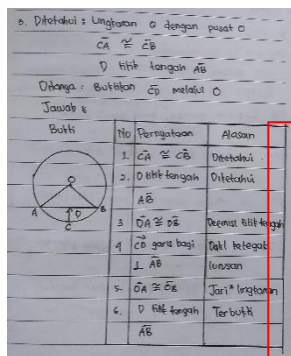 3. Diketahui : Lingkaran O dengan pusat O
CA ≅ CB
D titik tengah AB
Ditanya : Buktikan CD melalui O
Jawab :
Bukti
No Pernyataan Alasan
1. CA ≅ CB Diketahui
2. D titik tengah Diketahui
AB
3 DA ≅ DB Definisi titik tengah
4 CD garis bagi Dalil ketegak
⊥ AB lurusan
5. OA ≅ OB Jari² lingkaran
6. D titik tengah Terbukti
AB
O
A D B
C